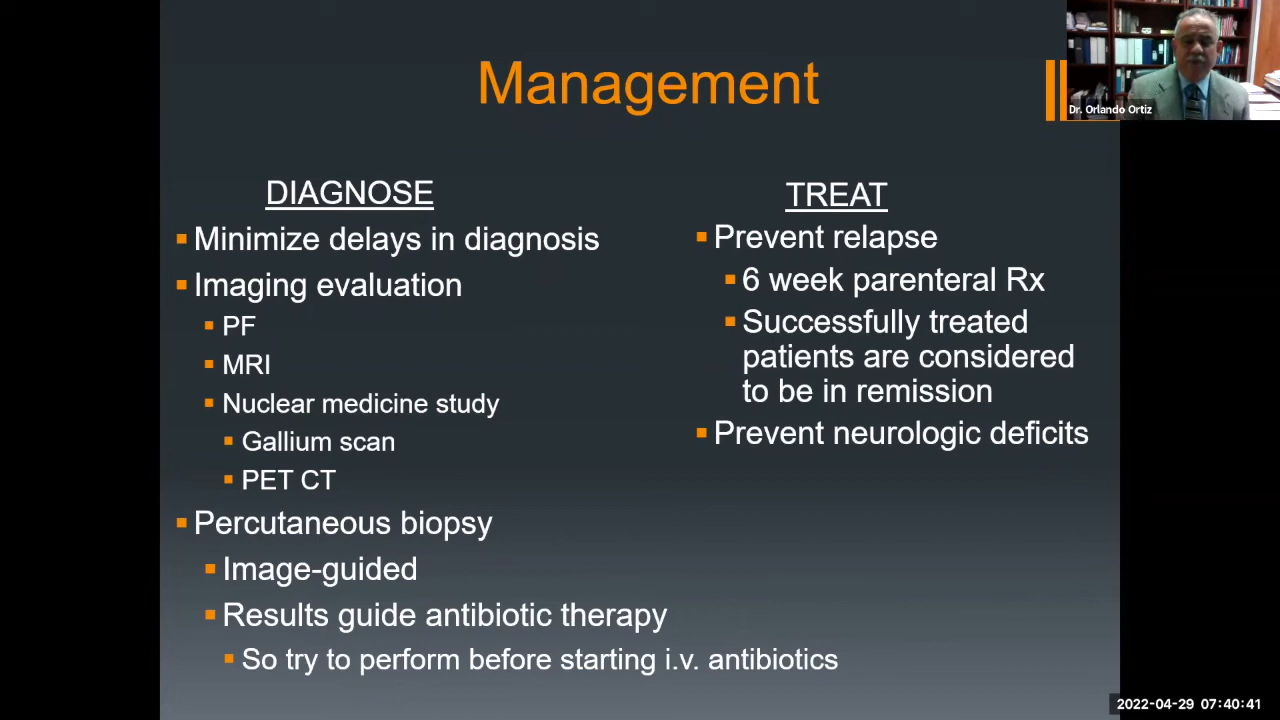 Management
Dr. Orlando Ortiz
DIAGNOSE
Minimize delays in diagnosis
Imaging evaluation
PF
MRI
Nuclear medicine study
Gallium scan
PET CT
Percutaneous biopsy
Image-guided
Results guide antibiotic therapy
So try to perform before starting i.v. antibiotics
TREAT
Prevent relapse
6 week parenteral Rx
Successfully treated
patients are considered
to be in remission
Prevent neurologic deficits
2022-04-29 07:40:41